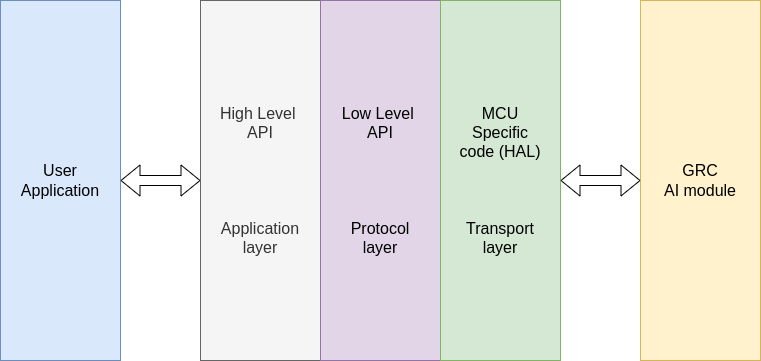 User
Application
High Level
API
Application
layer
Low Level
API
Protocol
layer
MCU
Specific
code (HAL)
Transport
layer
GRC
AI module